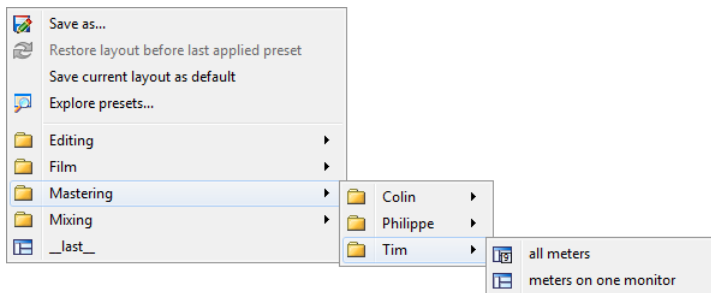 Save as...
Restore layout before last applied preset
Save current layout as default
Explore presets...
Editing
Film
Mastering
Mixing
__last__
Colin
Philippe
Tim
all meters
meters on one monitor